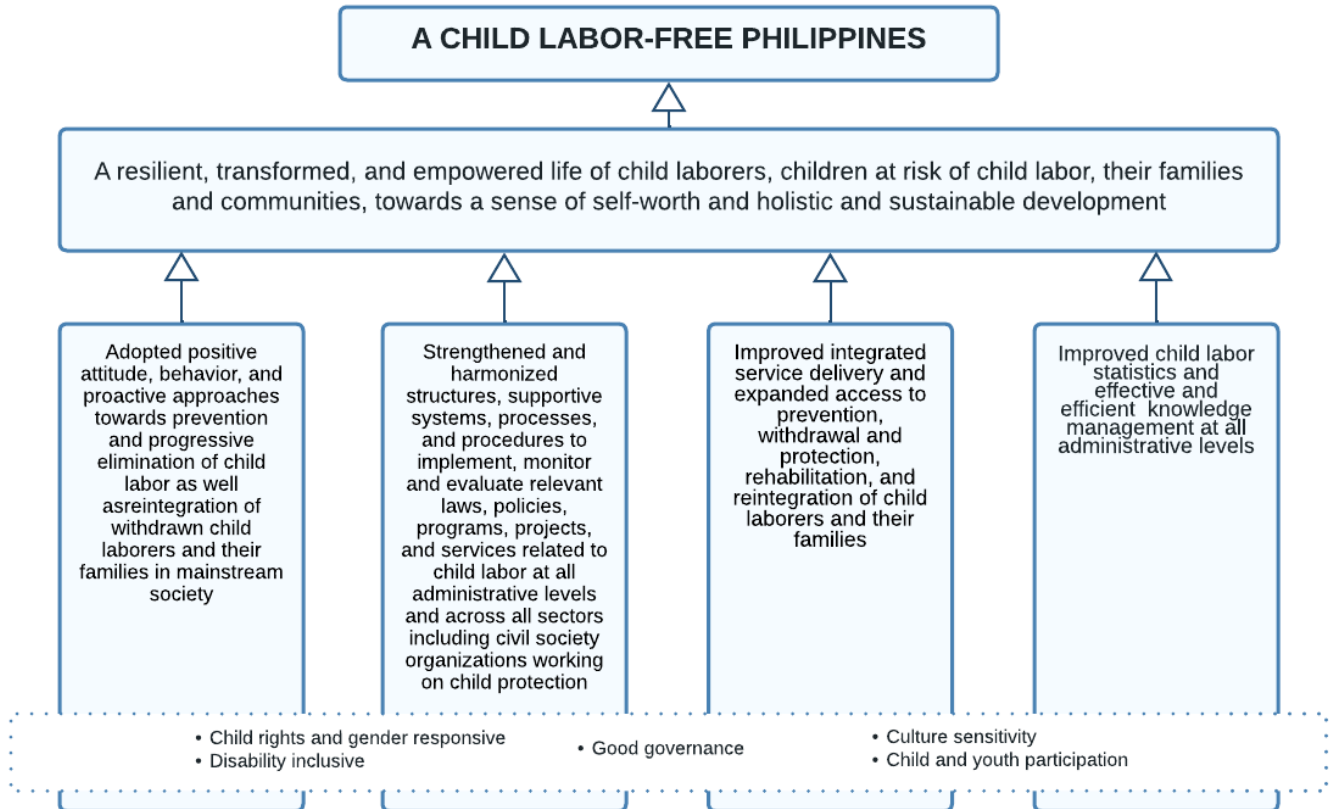 A CHILD LABOR-FREE PHILIPPINES
A resilient, transformed, and empowered life of child laborers, children at risk of child labor, their families
and communities, towards a sense of self-worth and holistic and sustainable development
Adopted positive
attitude, behavior, and
proactive approaches
towards prevention
and progressive
elimination of child
labor as well
asreintegration of
withdrawn child
laborers and their
families in mainstream
society
Strengthened and
harmonized
structures, supportive
systems, processes,
and procedures to
implement, monitor
and evaluate relevant
laws, policies,
programs, projects,
and services related to
child labor at all
administrative levels
and across all sectors
including civil society
organizations working
on child protection
Improved integrated
service delivery and
expanded access to
prevention,
withdrawal and
protection,
rehabilitation, and
reintegration of child
laborers and their
families
Improved child labor
statistics and
effective and
efficient  knowledge
management at all
administrative levels
• Child rights and gender responsive
• Disability inclusive
• Good governance
• Culture sensitivity
• Child and youth participation